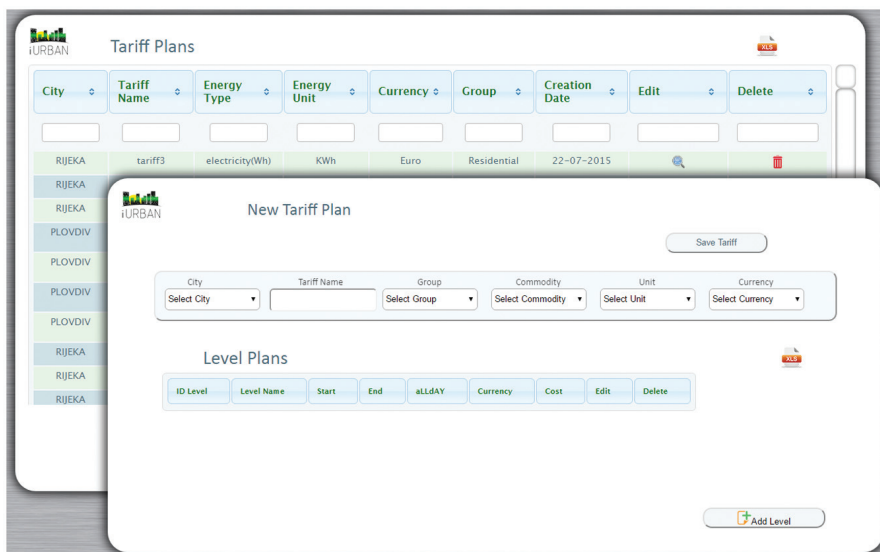 iURBAN
Tariff Plans
XLS
City Tariff Name Energy Type Energy Unit Currency Group Creation Date Edit Delete
RIJEKA tariff3 electricity(Wh) KWh Euro Residential 22-07-2015
RIJEKA
RIJEKA
PLOVDIV
PLOVDIV
PLOVDIV
PLOVDIV
RIJEKA
RIJEKA
RIJEKA
iURBAN
New Tariff Plan
Save Tariff
City Tariff Name Group Commodity Unit Currency
Select City Select Group Select Commodity Select Unit Select Currency
Level Plans
XLS
ID Level Level Name Start End aLLdAY Currency Cost Edit Delete
Add Level